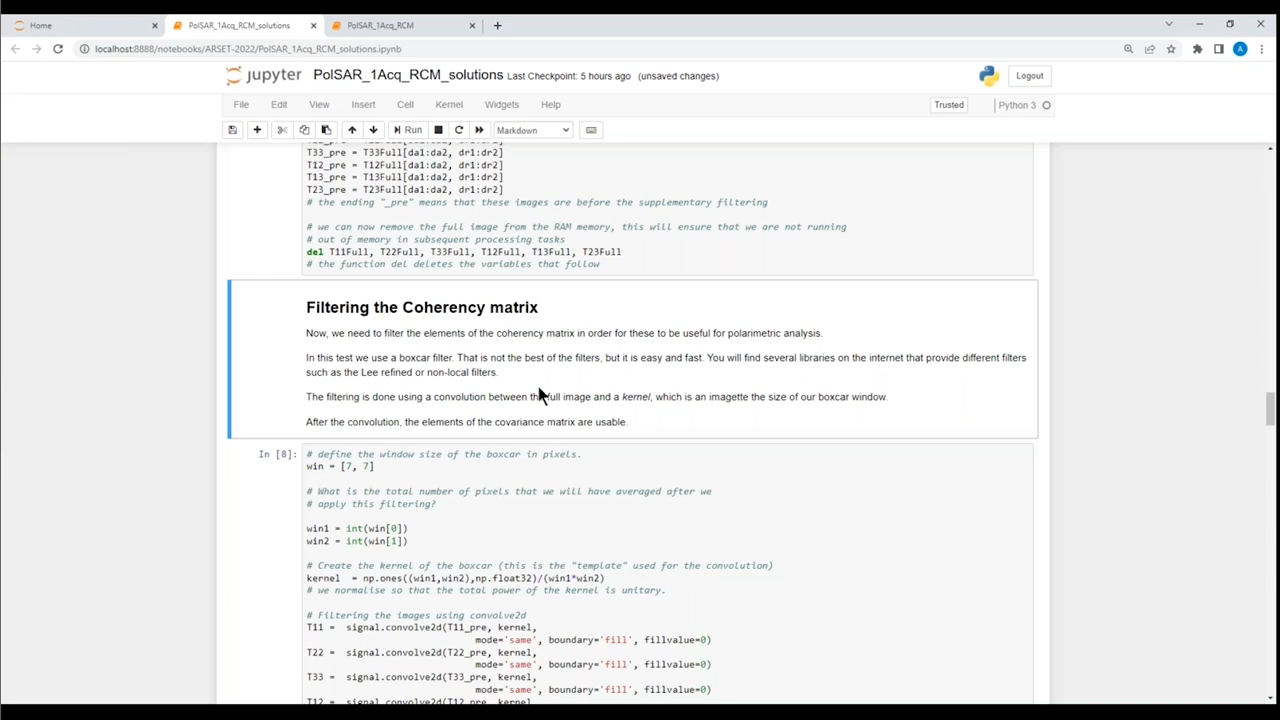 Home
PolSAR_1Acq_RCM_solutions
PolSAR_1Acq_RCM
localhost:8888/notebooks/ARSET-2022/PolSAR_1Acq_RCM_solutions.ipynb
A
jupyter PolSAR_1Acq_RCM_solutions Last Checkpoint: 5 hours ago (unsaved changes)
Logout
File Edit View Insert Cell Kernel Widgets Help
Trusted
Python 3
Run
Markdown
T33_pre = T33Full[da1:da2, dr1:dr2]
T12_pre = T12Full[da1:da2, dr1:dr2]
T13_pre = T13Full[da1:da2, dr1:dr2]
T23_pre = T23Full[da1:da2, dr1:dr2]
# the ending "_pre" means that these images are before the supplementary filtering
# we can now remove the full image from the RAM memory, this will ensure that we are not running
# out of memory in subsequent processing tasks
del T11Full, T22Full, T33Full, T12Full, T13Full, T23Full
# the function del deletes the variables that follow
Filtering the Coherency matrix
Now, we need to filter the elements of the coherency matrix in order for these to be useful for polarimetric analysis.
In this test we use a boxcar filter. That is not the best of the filters, but it is easy and fast. You will find several libraries on the internet that provide different filters
such as the Lee refined or non-local filters.
The filtering is done using a convolution between the full image and a kernel, which is an imagette the size of our boxcar window.
After the convolution, the elements of the covariance matrix are usable.
In [8]:
# define the window size of the boxcar in pixels.
win = [7, 7]
# What is the total number of pixels that we will have averaged after we
# apply this filtering?
win1 = int(win[0])
win2 = int(win[1])
# Create the kernel of the boxcar (this is the "template" used for the convolution)
kernel = np.ones((win1,win2),np.float32)/(win1*win2)
# we normalise so that the total power of the kernel is unitary.
# Filtering the images using convolve2d
T11 = signal.convolve2d(T11_pre, kernel,
mode='same', boundary='fill', fillvalue=0)
T22 = signal.convolve2d(T22_pre, kernel,
mode='same', boundary='fill', fillvalue=0)
T33 = signal.convolve2d(T33_pre, kernel,
mode='same', boundary='fill', fillvalue=0)
T12 = signal.convolve2d(T12_pre, kernel,